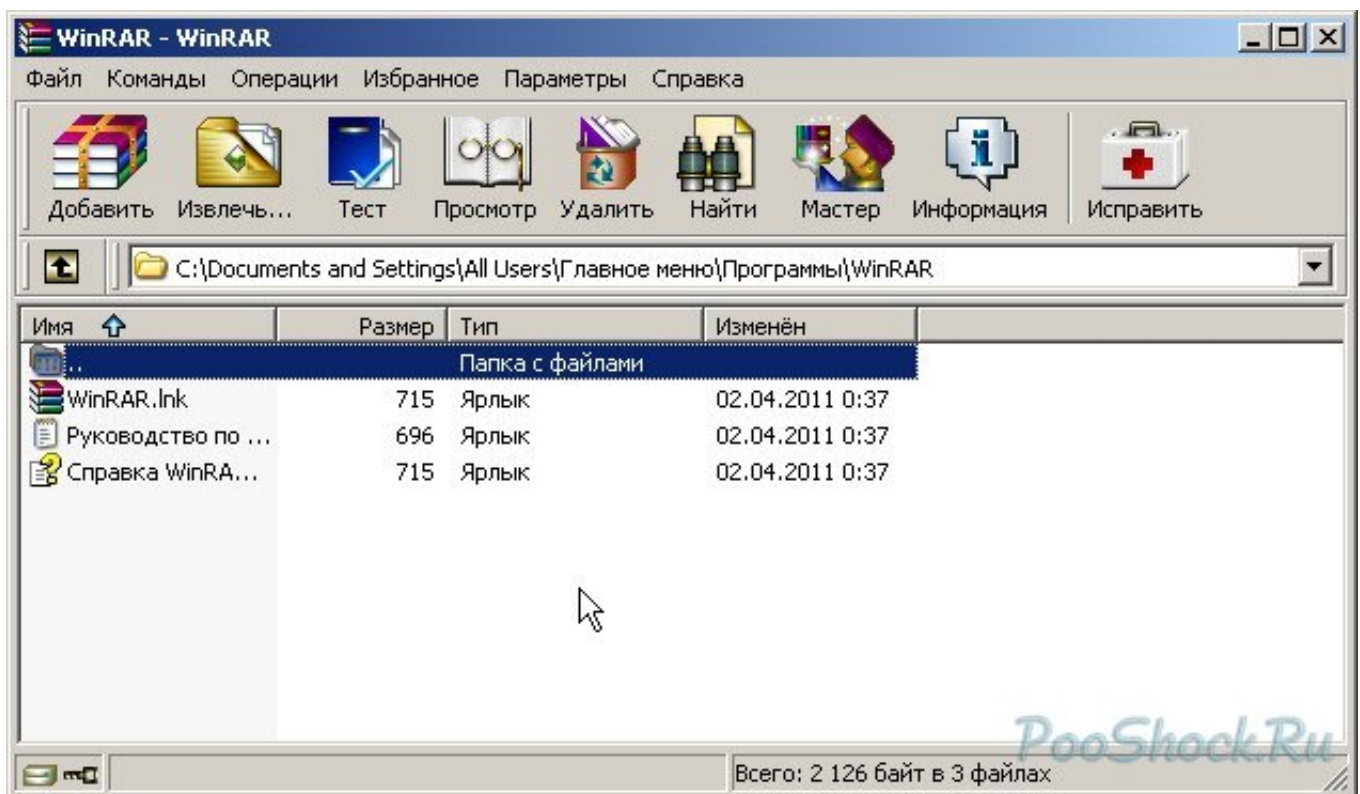 WinRAR - WinRAR
Файл Команды Операции Избранное Параметры Справка
Добавить Извлечь... Тест Просмотр Удалить Найти Мастер Информация Исправить
C:\Documents and Settings\All Users\Главное меню\Программы\WinRAR
Имя Размер Тип Изменён
.. Папка с файлами
WinRAR.lnk 715 Ярлык 02.04.2011 0:37
Руководство по ... 696 Ярлык 02.04.2011 0:37
Справка WinRA... 715 Ярлык 02.04.2011 0:37
PooShock.Ru
Всего: 2 126 байт в 3 файлах